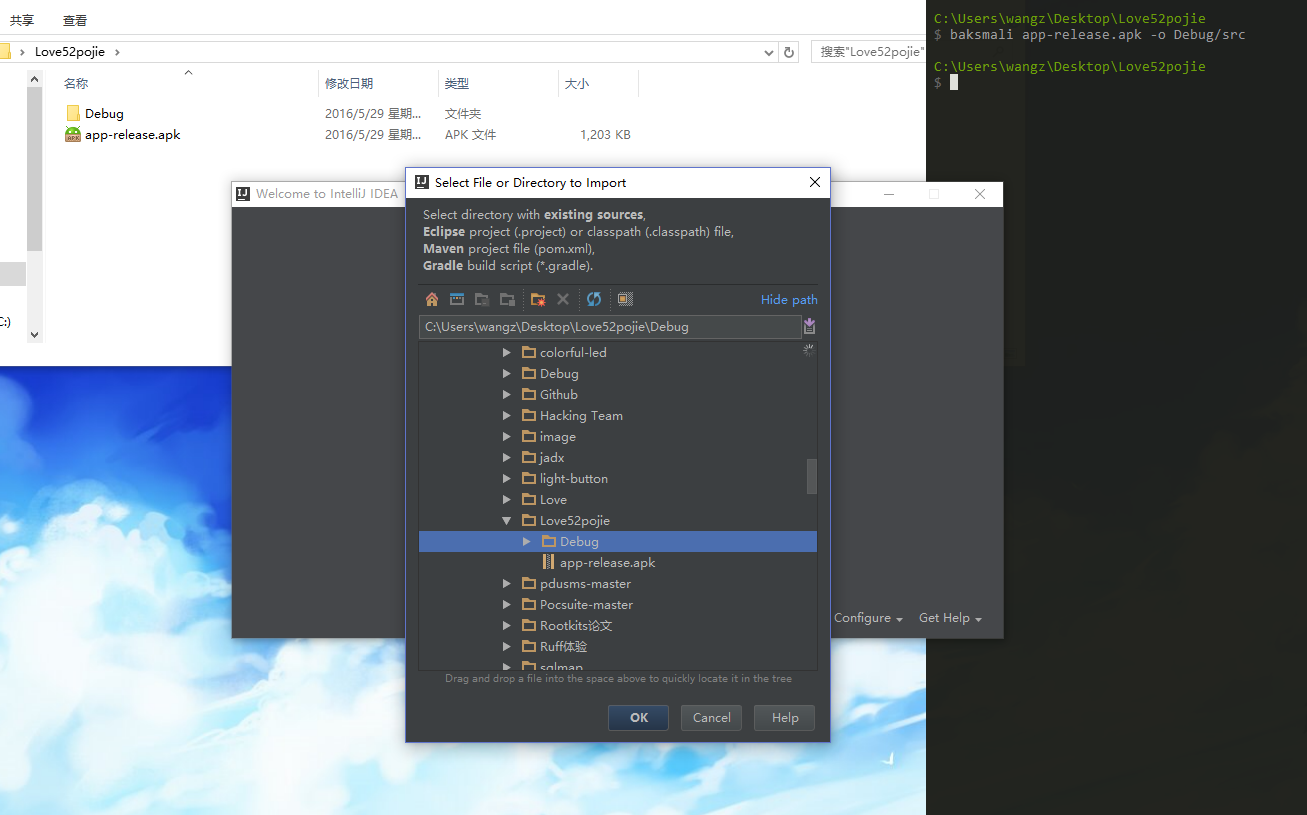 共享 查看
Love52pojie
搜索"Love52pojie"
名称 修改日期 类型 大小
Debug 2016/5/29 星期... 文件夹
app-release.apk 2016/5/29 星期... APK 文件 1,203 KB
C:)
C:\Users\wangz\Desktop\Love52pojie
$ baksmali app-release.apk -o Debug/src
C:\Users\wangz\Desktop\Love52pojie
$
Welcome to IntelliJ IDEA
Select File or Directory to Import
Select directory with existing sources,
Eclipse project (.project) or classpath (.classpath) file,
Maven project file (pom.xml),
Gradle build script (*.gradle).
Hide path
C:\Users\wangz\Desktop\Love52pojie\Debug
colorful-led
Debug
Github
Hacking Team
image
jadx
light-button
Love
Love52pojie
Debug
app-release.apk
pdusms-master
Pocsuite-master
Rootkits论文
Ruff体验
sqlmap
Drag and drop a file into the space above to quickly locate it in the tree
OK Cancel Help
Configure Get Help